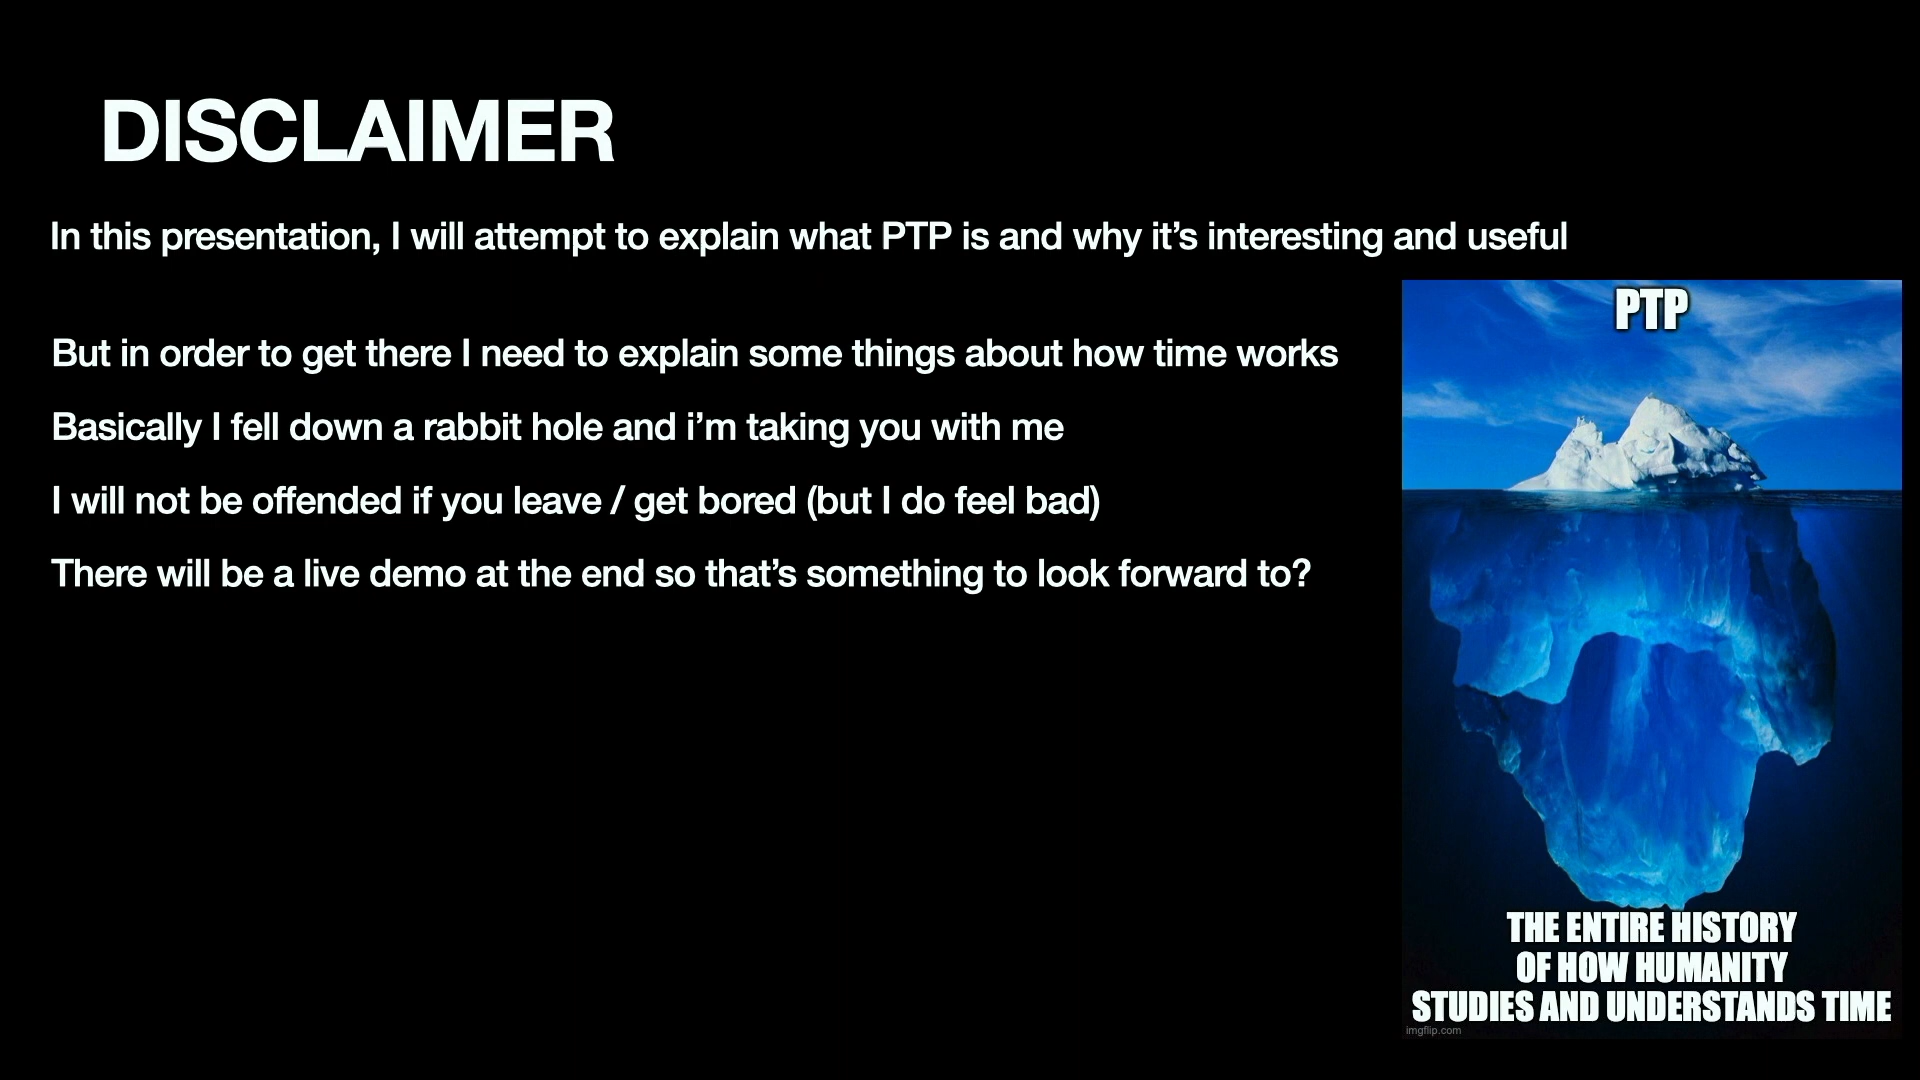 DISCLAIMER
In this presentation, I will attempt to explain what PTP is and why it’s interesting and useful
But in order to get there I need to explain some things about how time works
Basically I fell down a rabbit hole and i’m taking you with me
I will not be offended if you leave / get bored (but I do feel bad)
There will be a live demo at the end so that’s something to look forward to?
PTP
THE ENTIRE HISTORY
OF HOW HUMANITY
STUDIES AND UNDERSTANDS TIME
imgflip.com